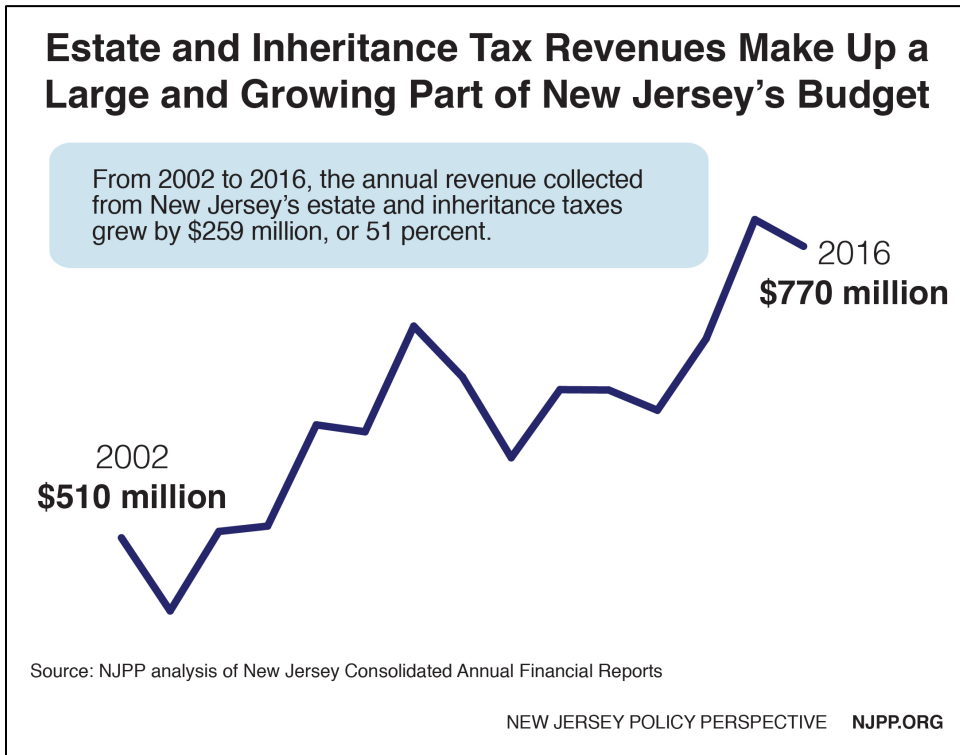 Estate and Inheritance Tax Revenues Make Up a
Large and Growing Part of New Jersey’s Budget
From 2002 to 2016, the annual revenue collected
from New Jersey’s estate and inheritance taxes
grew by $259 million, or 51 percent.
2016
$770 million
2002
$510 million
Source: NJPP analysis of New Jersey Consolidated Annual Financial Reports
NEW JERSEY POLICY PERSPECTIVE NJPP.ORG